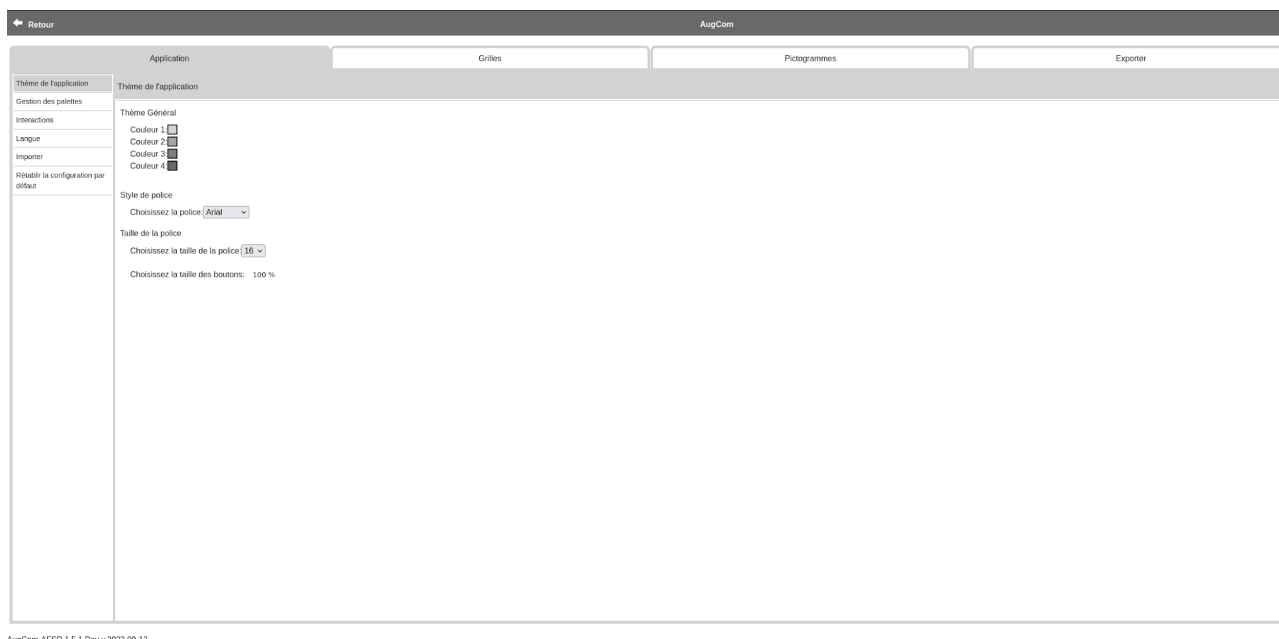 Retour
AugCom
Application
Grilles
Pictogrammes
Exporter
Thème de l'application
Gestion des palettes
Interactions
Langue
Importer
Rétablir la configuration par
défaut
Thème de l'application
Thème Général
Couleur 1:
Couleur 2:
Couleur 3:
Couleur 4:
Style de police
Choisissez la police: Arial
Taille de la police
Choisissez la taille de la police: 16
Choisissez la taille des boutons: 100 %